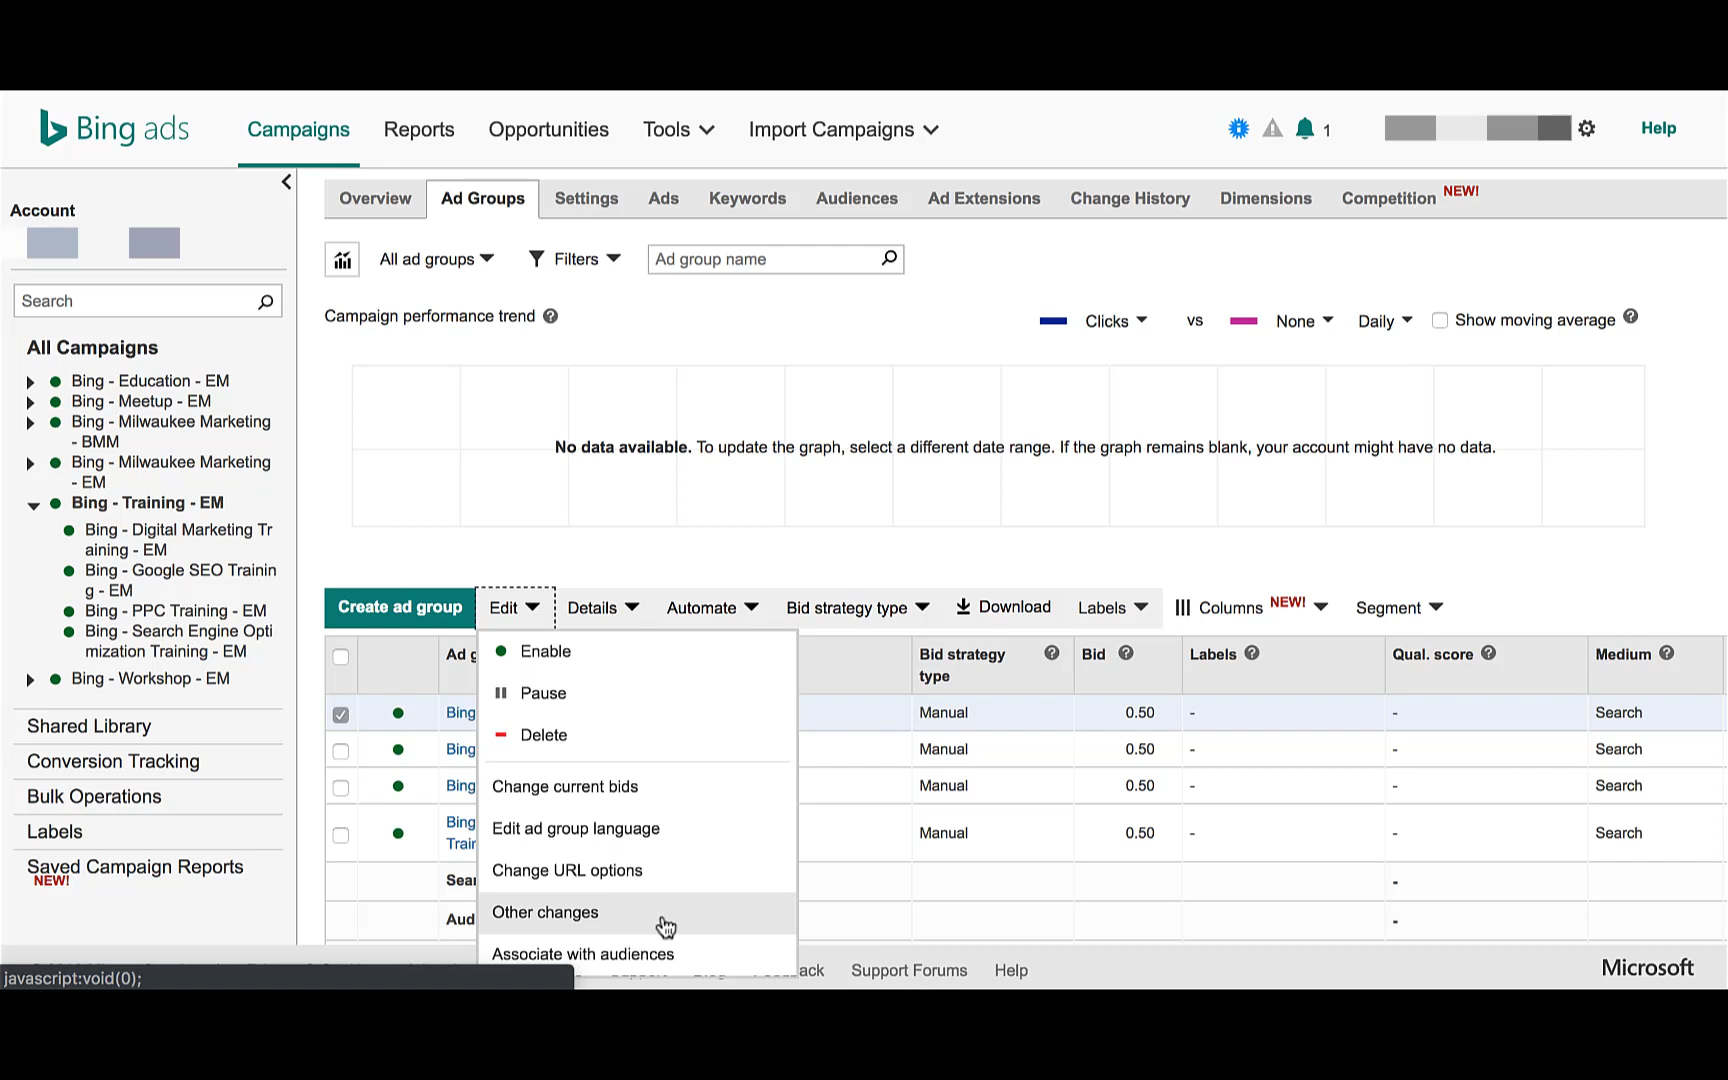 Bing ads
Campaigns
Reports
Opportunities
Tools
Import Campaigns
1
Help
Account
Search
All Campaigns
Bing - Education - EM
Bing - Meetup - EM
Bing - Milwaukee Marketing
- BMM
Bing - Milwaukee Marketing
- EM
Bing - Training - EM
Bing - Digital Marketing Tr
aining - EM
Bing - Google SEO Trainin
g - EM
Bing - PPC Training - EM
Bing - Search Engine Opti
mization Training - EM
Bing - Workshop - EM
Shared Library
Conversion Tracking
Bulk Operations
Labels
Saved Campaign Reports
NEW!
Overview
Ad Groups
Settings
Ads
Keywords
Audiences
Ad Extensions
Change History
Dimensions
Competition NEW!
All ad groups
Filters
Ad group name
Campaign performance trend ?
Clicks
vs
None
Daily
Show moving average ?
No data available. To update the graph, select a different date range. If the graph remains blank, your account might have no data.
Create ad group
Edit
Details
Automate
Bid strategy type
Download
Labels
Columns NEW!
Segment
Enable
Pause
Delete
Change current bids
Edit ad group language
Change URL options
Other changes
Associate with audiences
Ad g
Bid strategy
type ?
Bid ?
Labels ?
Qual. score ?
Medium ?
Bing
Manual
0.50
-
-
Search
Bing
Manual
0.50
-
-
Search
Bing
Manual
0.50
-
-
Search
Bing
Train
Manual
0.50
-
-
Search
Sear
-
Aud
-
ack
Support Forums
Help
Microsoft
javascript:void(0);